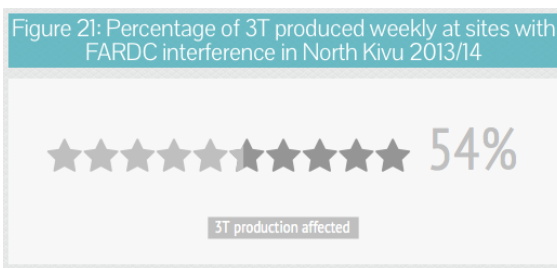 Figure 21: Percentage of 3T produced weekly at sites with
FARDC interference in North Kivu 2013/14
54%
3T production affected